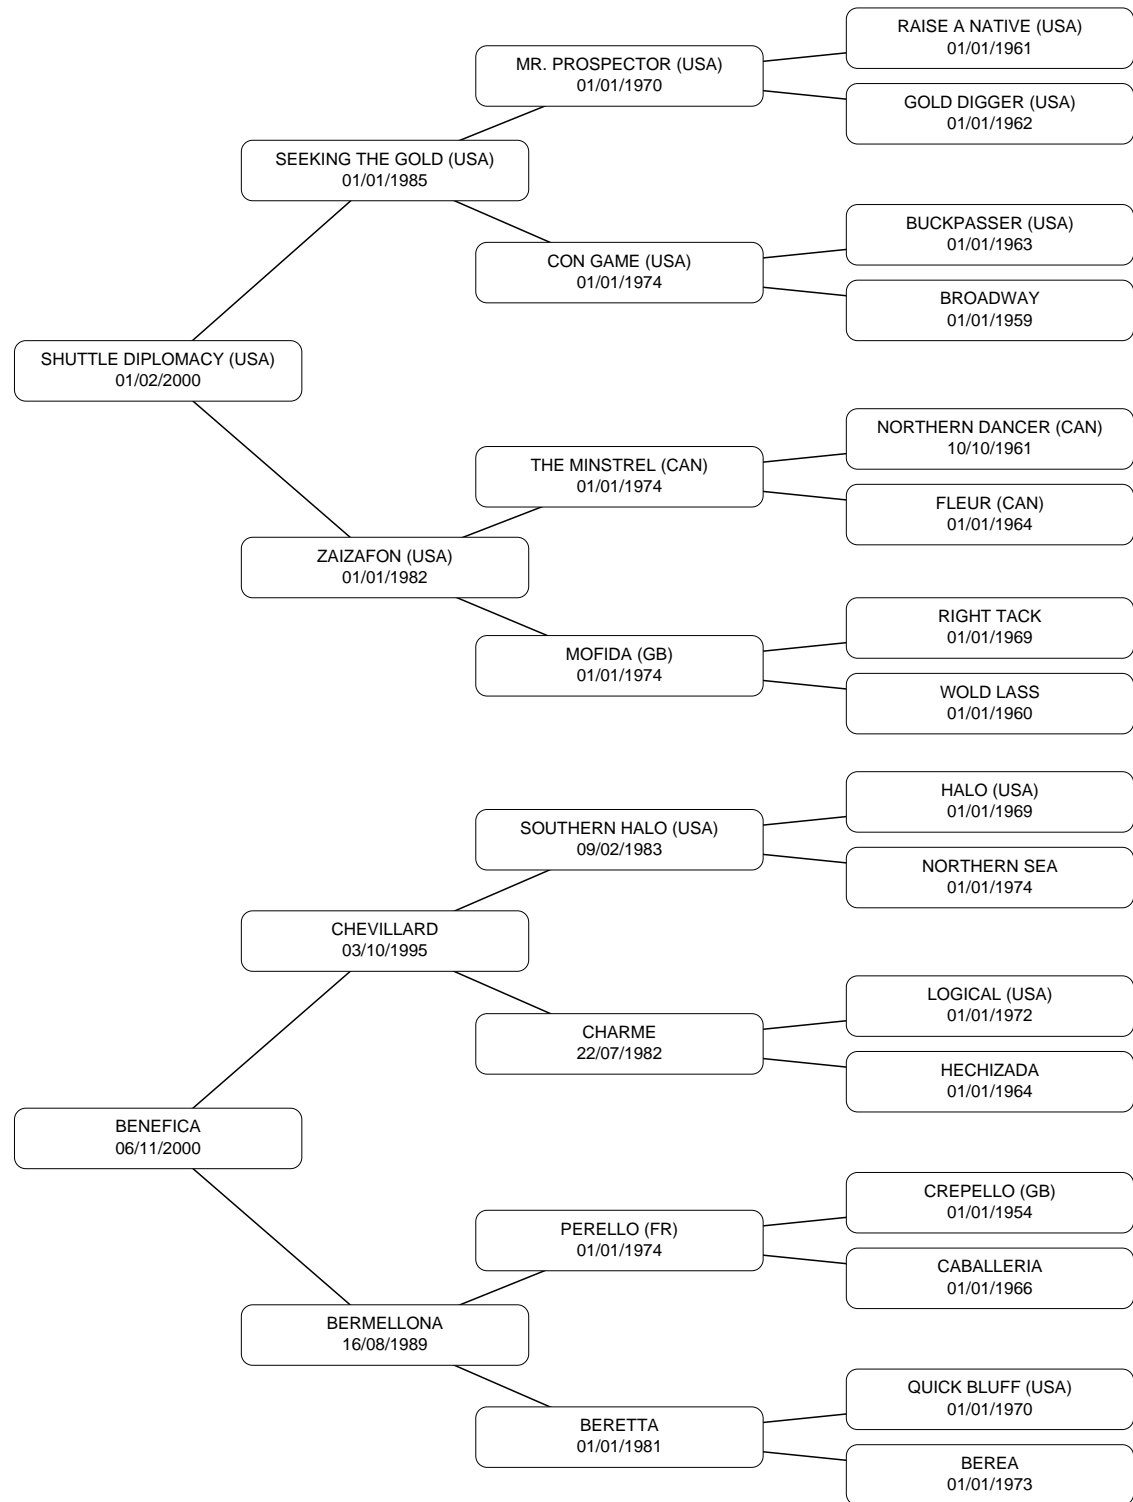 RAISE A NATIVE (USA)
01/01/1961
MR. PROSPECTOR (USA)
01/01/1970
GOLD DIGGER (USA)
01/01/1962
SEEKING THE GOLD (USA)
01/01/1985
BUCKPASSER (USA)
01/01/1963
CON GAME (USA)
01/01/1974
BROADWAY
01/01/1959
SHUTTLE DIPLOMACY (USA)
01/02/2000
NORTHERN DANCER (CAN)
10/10/1961
THE MINSTREL (CAN)
01/01/1974
FLEUR (CAN)
01/01/1964
ZAIZAFON (USA)
01/01/1982
RIGHT TACK
01/01/1969
MOFIDA (GB)
01/01/1974
WOLD LASS
01/01/1960
HALO (USA)
01/01/1969
SOUTHERN HALO (USA)
09/02/1983
NORTHERN SEA
01/01/1974
CHEVILLARD
03/10/1995
LOGICAL (USA)
01/01/1972
CHARME
22/07/1982
HECHIZADA
01/01/1964
BENEFICA
06/11/2000
CREPELLO (GB)
01/01/1954
PERELLO (FR)
01/01/1974
CABALLERIA
01/01/1966
BERMELLONA
16/08/1989
QUICK BLUFF (USA)
01/01/1970
BERETTA
01/01/1981
BEREA
01/01/1973